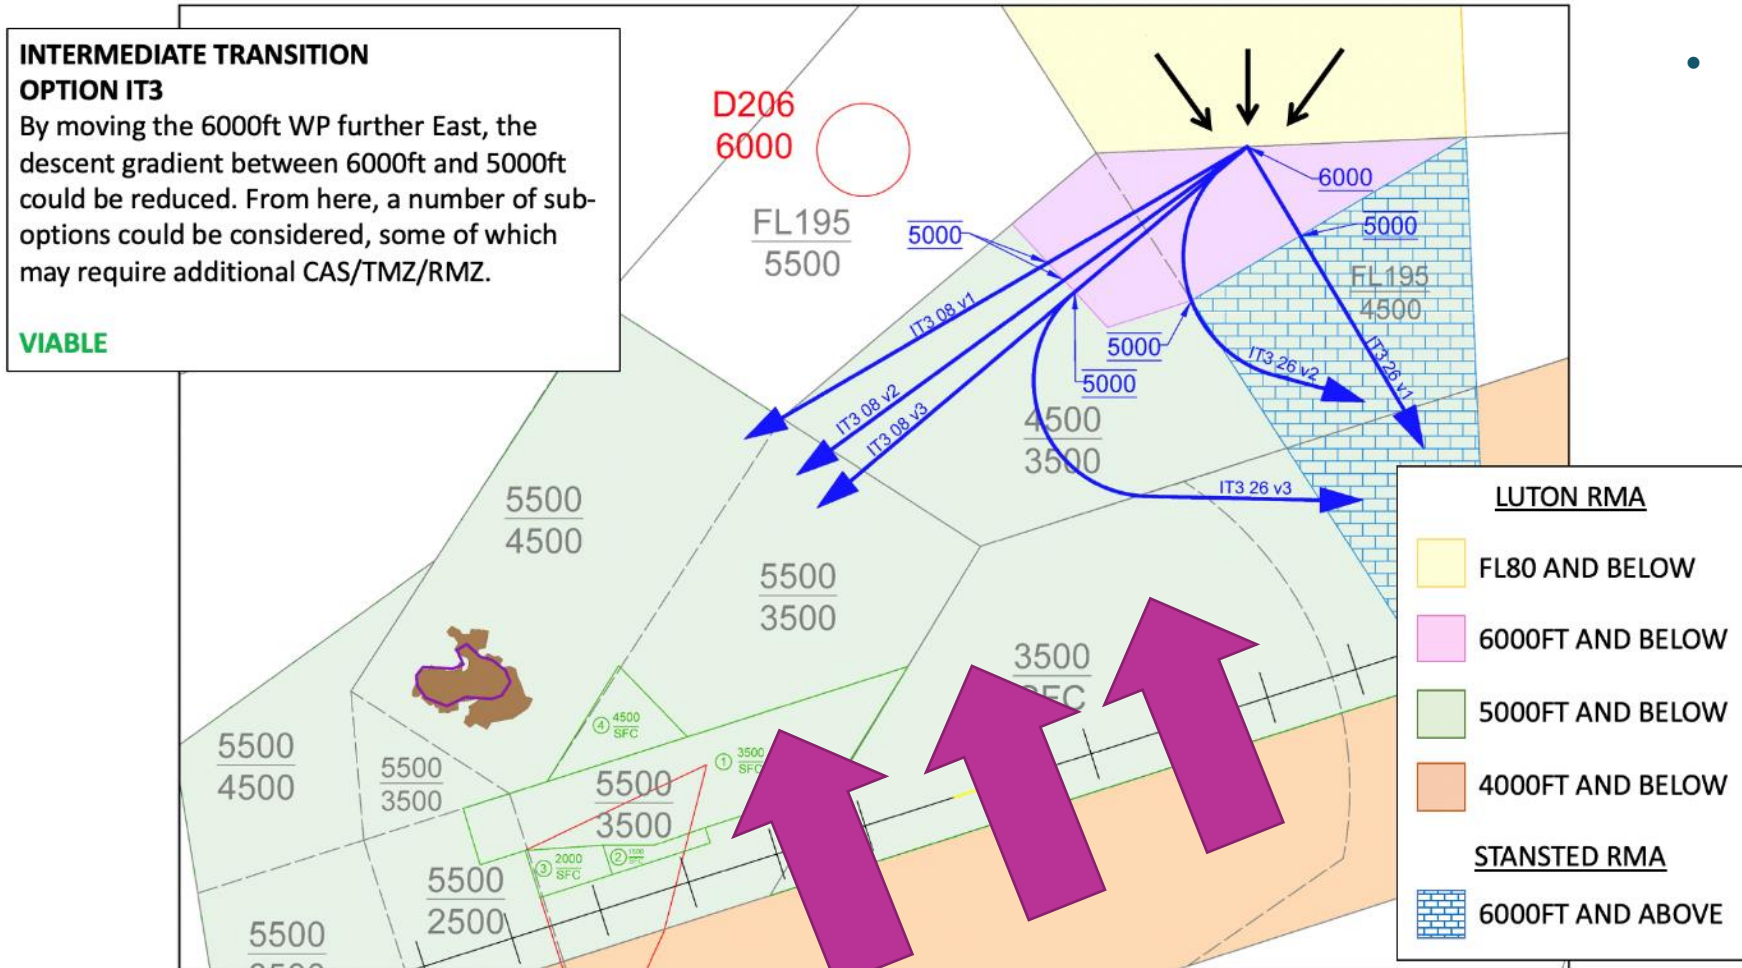 INTERMEDIATE TRANSITION
OPTION IT3
By moving the 6000ft WP further East, the
descent gradient between 6000ft and 5000ft
could be reduced. From here, a number of sub-
options could be considered, some of which
may require additional CAS/TMZ/RMZ.
VIABLE
D206
6000
FL195
5500
6000
5000
5000
FL195
4500
5000
5000
IT3 08 v1
IT3 08 v2
IT3 08 v3
IT3 26 v2
IT3 26 v1
IT3 26 v3
4500
3500
5500
4500
5500
3500
3500
SFC
④ 4500
SFC
① 3500
SFC
5500
4500
5500
3500
5500
3500
③ 2000
SFC
②
5500
2500
5500
LUTON RMA
FL80 AND BELOW
6000FT AND BELOW
5000FT AND BELOW
4000FT AND BELOW
STANSTED RMA
6000FT AND ABOVE